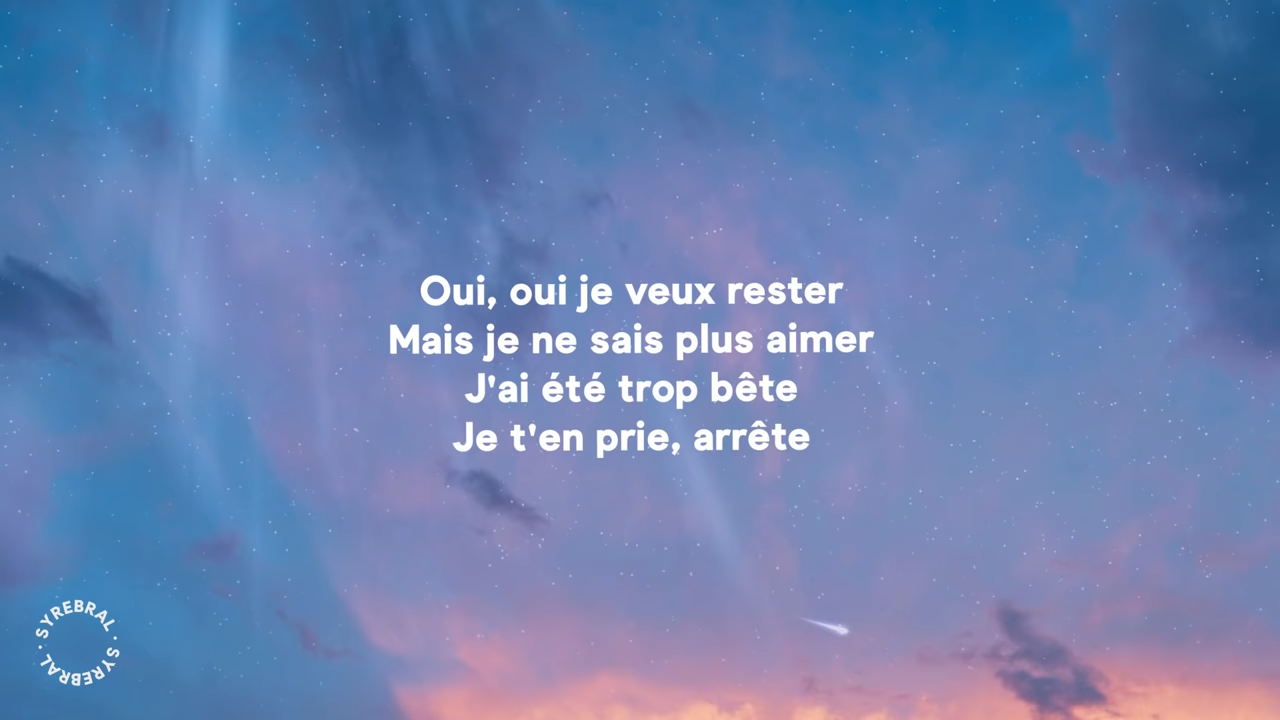 Oui, oui je veux rester
Mais je ne sais plus aimer
J'ai été trop bête
Je t'en prie, arrête
SYREBRAL · SYREBRAL ·